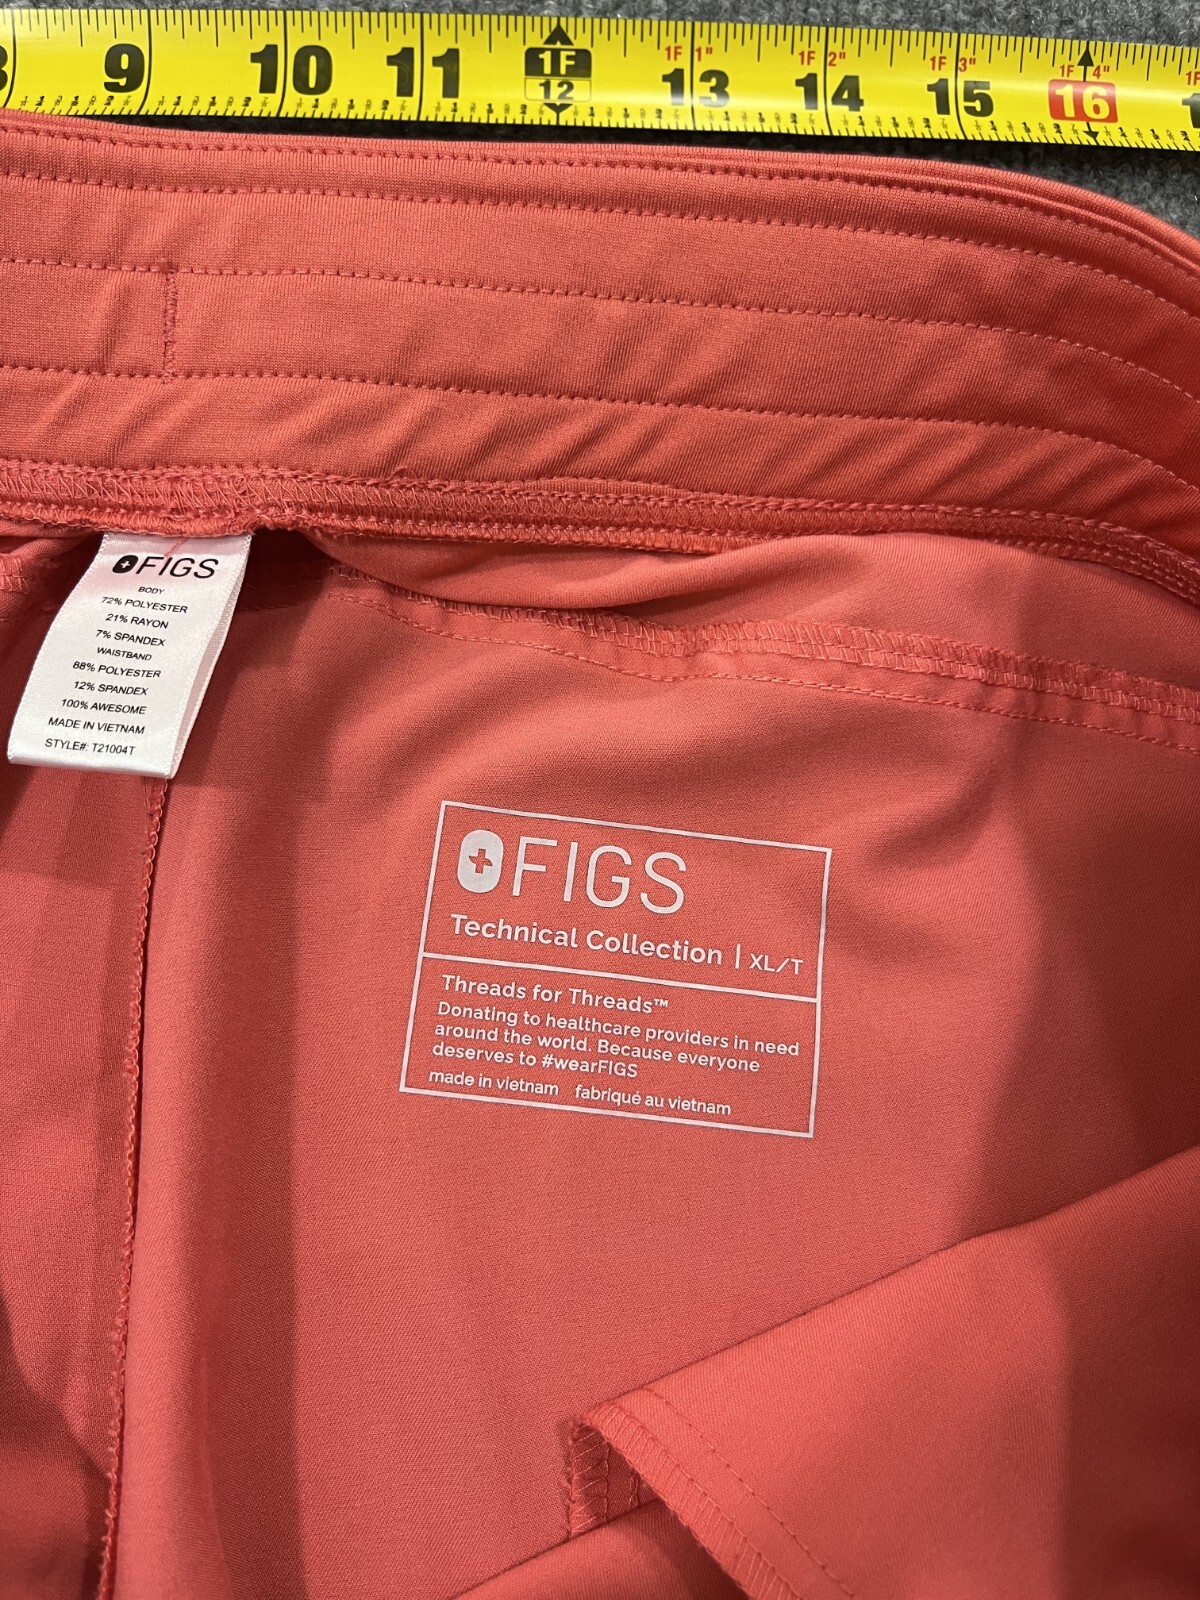 9 10 11 1F 12 1F 1" 13 1F 2" 14 1F 3" 15 1F 4" 16
FIGS
BODY
72% POLYESTER
21% RAYON
7% SPANDEX
WAISTBAND
88% POLYESTER
12% SPANDEX
100% AWESOME
MADE IN VIETNAM
STYLE#: T21004T
FIGS
Technical Collection | XL/T
Threads for Threads™
Donating to healthcare providers in need
around the world. Because everyone
deserves to #wearFIGS
made in vietnam fabriqué au vietnam